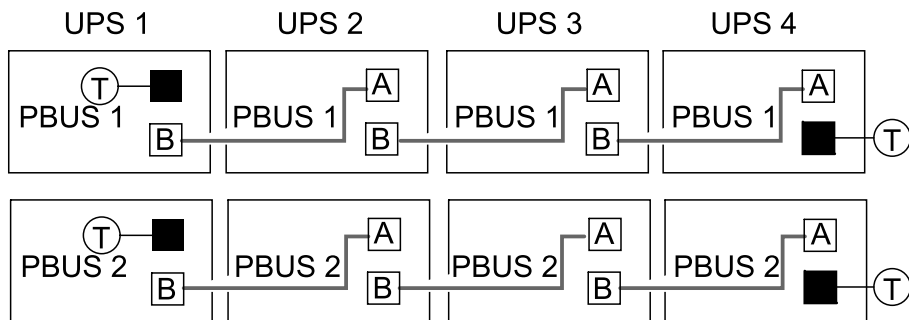 UPS 1 UPS 2 UPS 3 UPS 4
T A A A
PBUS 1 PBUS 1 PBUS 1 PBUS 1
B B B T
T A A A
PBUS 2 PBUS 2 PBUS 2 PBUS 2
B B B T